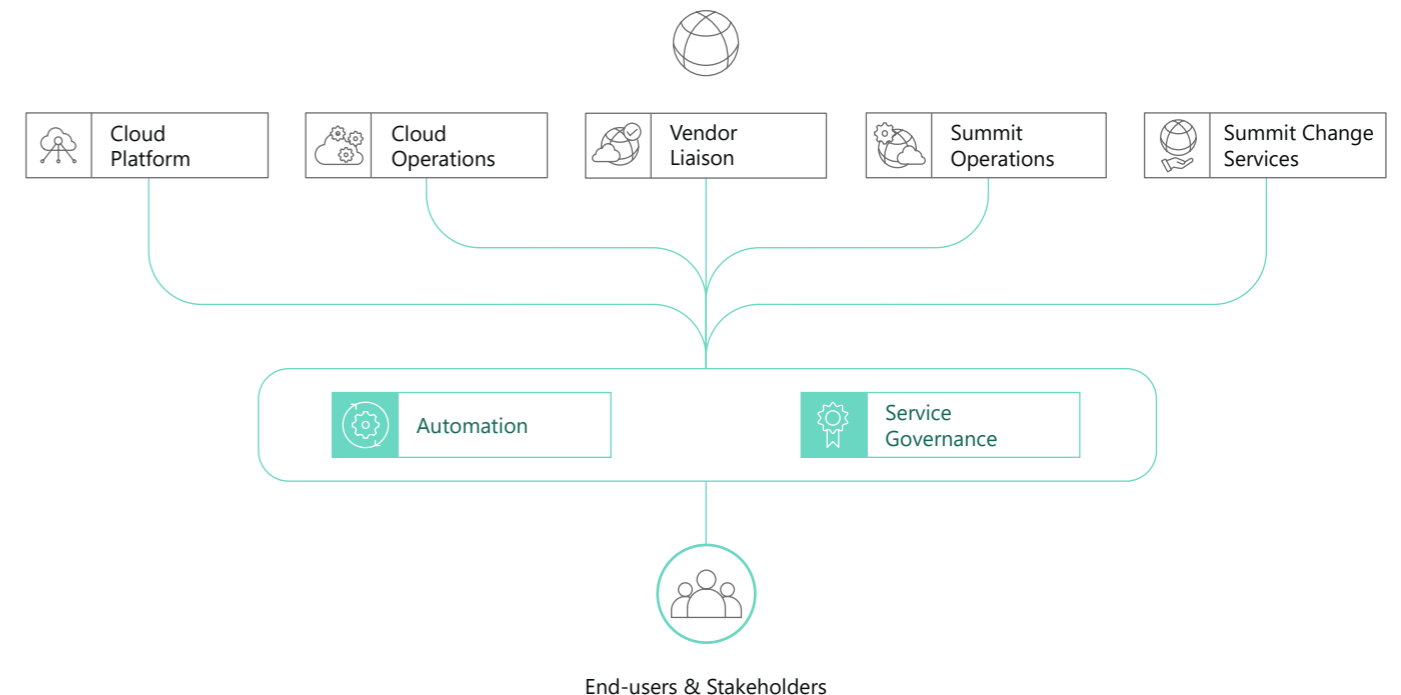 Cloud
Platform
Cloud
Operations
Vendor
Liaison
Summit
Operations
Summit Change
Services
Automation
Service
Governance
End-users & Stakeholders